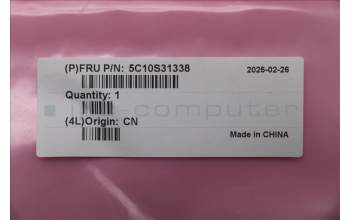 (P)FRU P/N: 5C10S31338
2025-02-26
Quantity: 1
(4L)Origin: CN
Made in CHINA